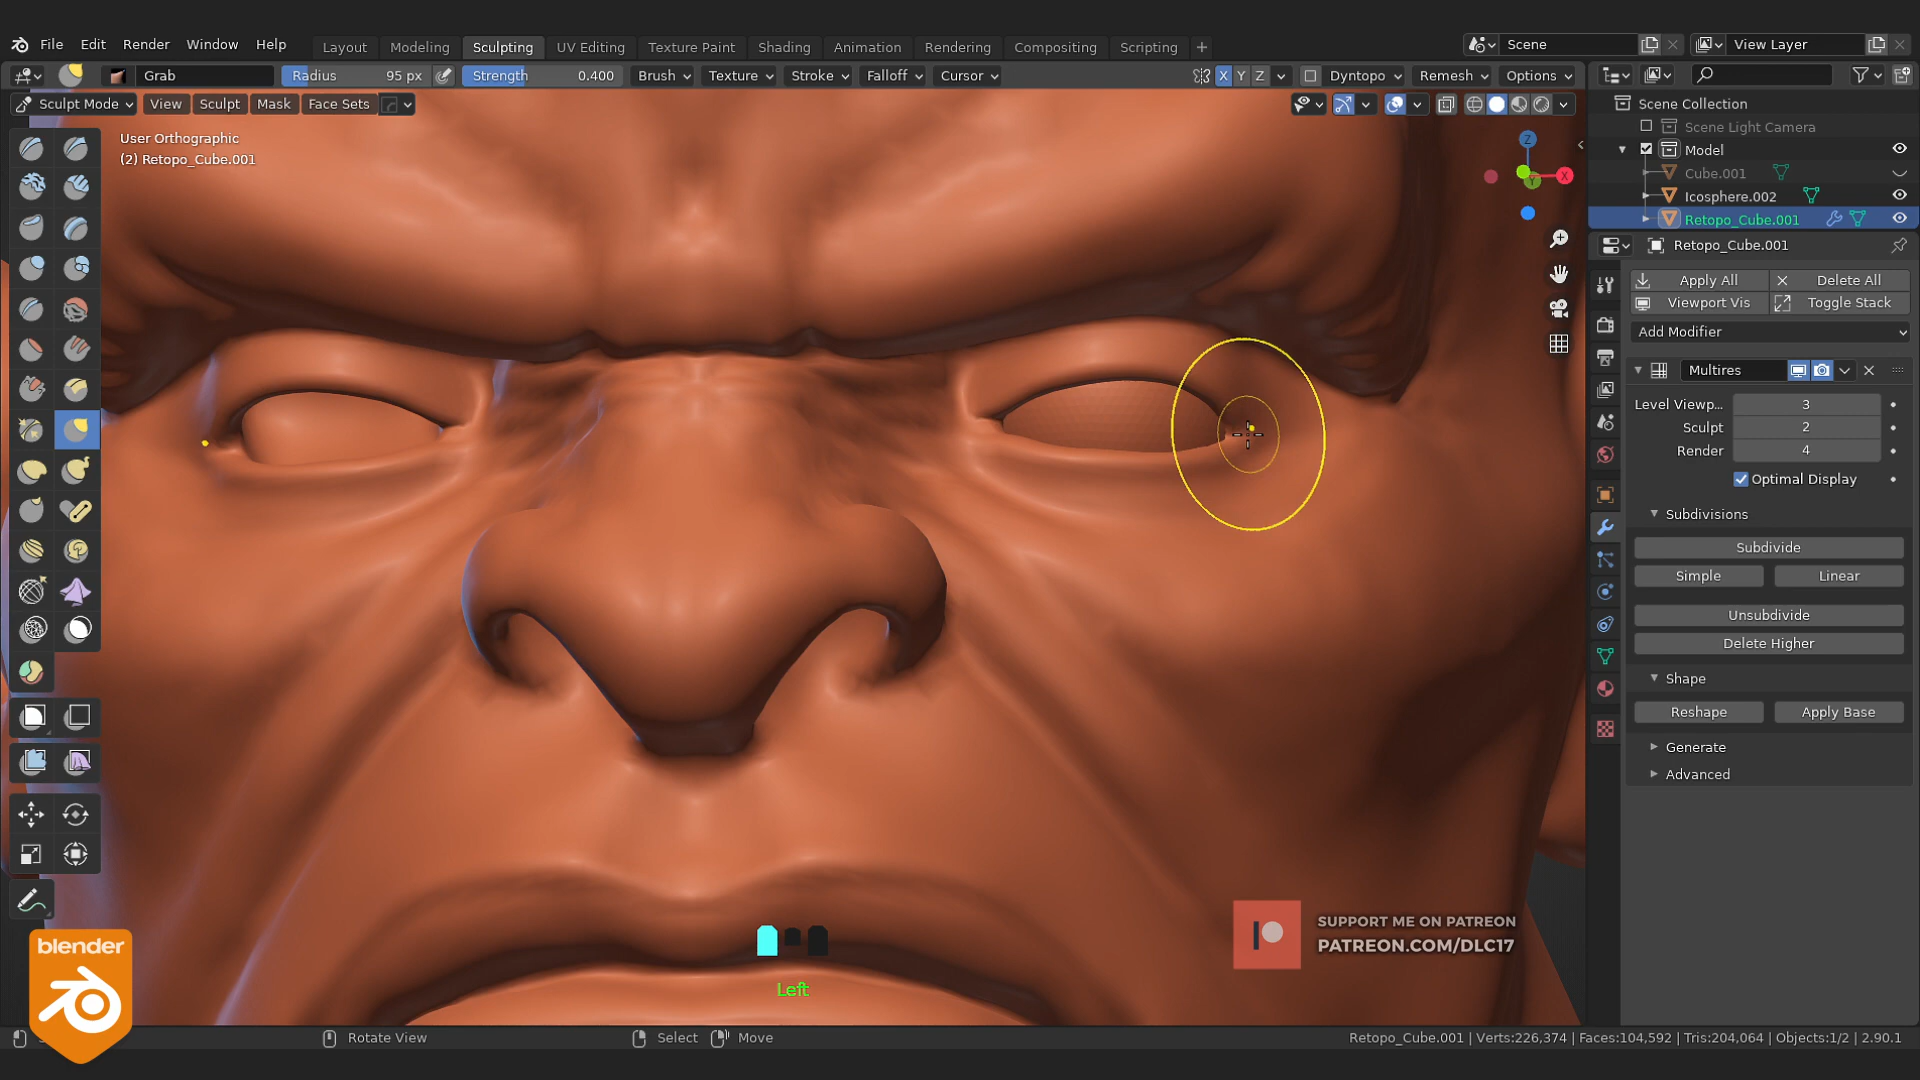 File Edit Render Window Help Layout Modeling Sculpting UV Editing Texture Paint Shading Animation Rendering Compositing Scripting + Scene View Layer
Grab Radius 95 px Strength 0.400 Brush Texture Stroke Falloff Cursor X Y Z Dyntopo Remesh Options
Sculpt Mode View Sculpt Mask Face Sets
Scene Collection
Scene Light Camera
Model
Cube.001
Icosphere.002
Retopo_Cube.001
User Orthographic
(2) Retopo_Cube.001
Z
X
Y
Retopo_Cube.001
Apply All Delete All
Viewport Vis Toggle Stack
Add Modifier
Multires
Level Viewp... 3
Sculpt 2
Render 4
Optimal Display
Subdivisions
Subdivide
Simple Linear
Unsubdivide
Delete Higher
Shape
Reshape Apply Base
Generate
Advanced
SUPPORT ME ON PATREON
PATREON.COM/DLC17
Left
blender
Rotate View Select Move Retopo_Cube.001 | Verts:226,374 | Faces:104,592 | Tris:204,064 | Objects:1/2 | 2.90.1